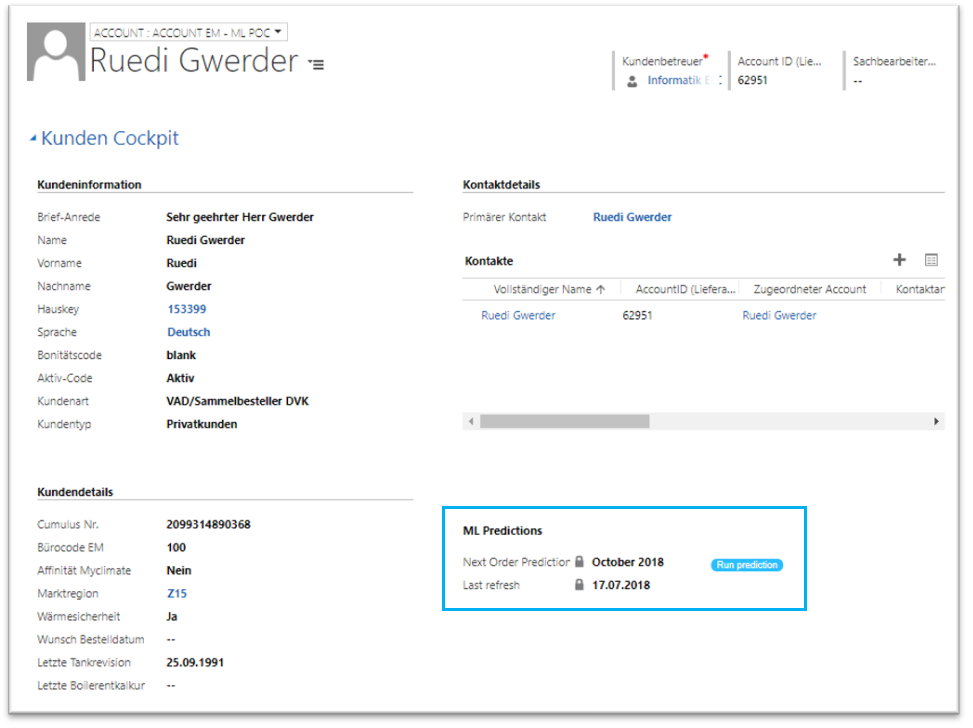 ACCOUNT : ACCOUNT EM - ML POC
Ruedi Gwerder
Kundenbetreuer*
Informatik E
Account ID (Lie...
62951
Sachbearbeiter...
--
Kunden Cockpit
Kundeninformation
Brief-Anrede Sehr geehrter Herr Gwerder
Name Ruedi Gwerder
Vorname Ruedi
Nachname Gwerder
Hauskey 153399
Sprache Deutsch
Bonitätscode blank
Aktiv-Code Aktiv
Kundenart VAD/Sammelbesteller DVK
Kundentyp Privatkunden
Kontaktdetails
Primärer Kontakt Ruedi Gwerder
Kontakte
Vollständiger Name AccountID (Liefera... Zugeordneter Account Kontaktar
Ruedi Gwerder 62951 Ruedi Gwerder
Kundendetails
Cumulus Nr. 2099314890368
Bürocode EM 100
Affinität Myclimate Nein
Marktregion Z15
Wärmesicherheit Ja
Wunsch Bestelldatum --
Letzte Tankrevision 25.09.1991
Letzte Boilerentkalkur --
ML Predictions
Next Order Prediction October 2018 Run prediction
Last refresh 17.07.2018